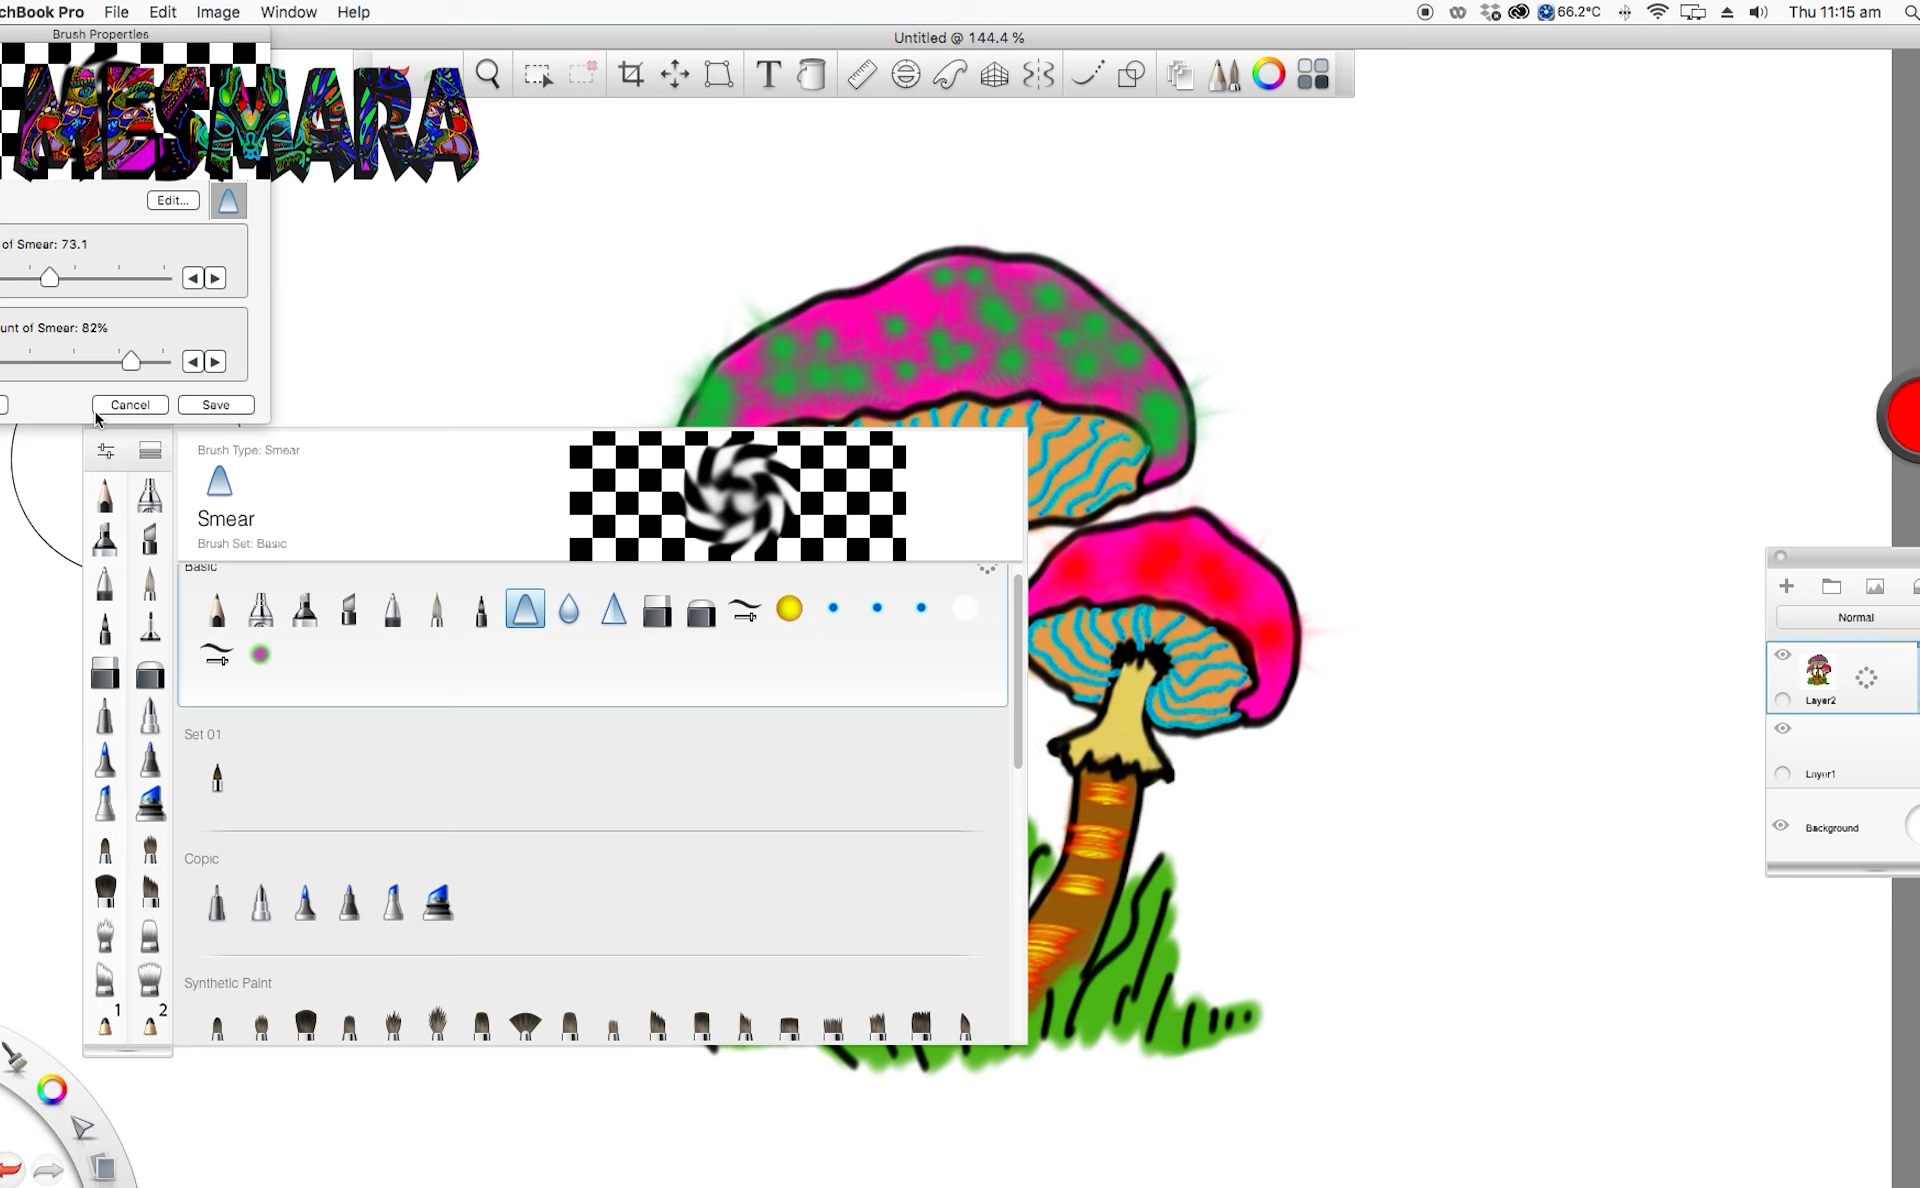 chBook Pro File Edit Image Window Help 66.2°C Thu 11:15 am
Brush Properties
Untitled @ 144.4 %
MESMARA
T
Edit...
of Smear: 73.1
unt of Smear: 82%
Cancel Save
Brush Type: Smear
Smear
Brush Set: Basic
Basic
Set 01
Copic
Synthetic Paint
1 2
Normal
Layer2
Layer1
Background